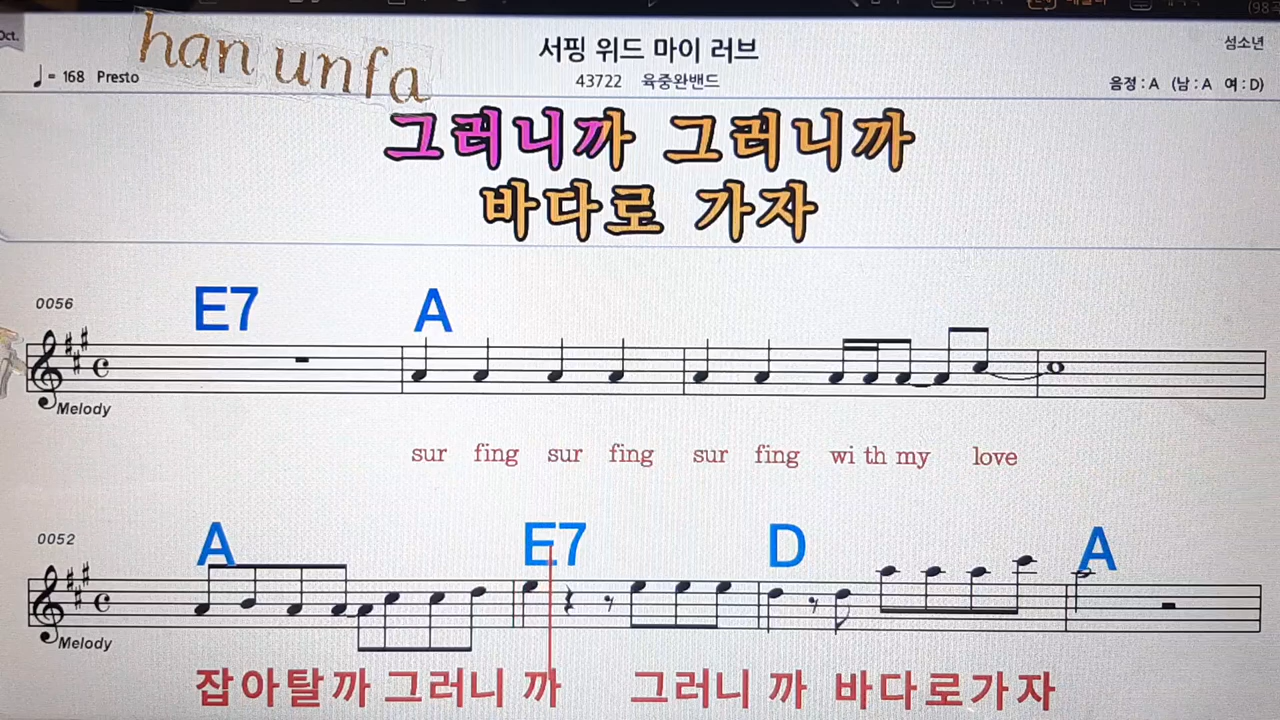 Oct.
han unfa
서핑 위드 마이 러브
성소년
♩= 168 Presto
43722 육중완밴드
음정 : A (남 : A 여 : D)
그러니까 그러니까
바다로 가자
0056
E7 A
Melody
sur fing sur fing sur fing wi th my love
0052
A E7 D A
Melody
잡아탈까 그러니 까 그러니 까 바다로가자